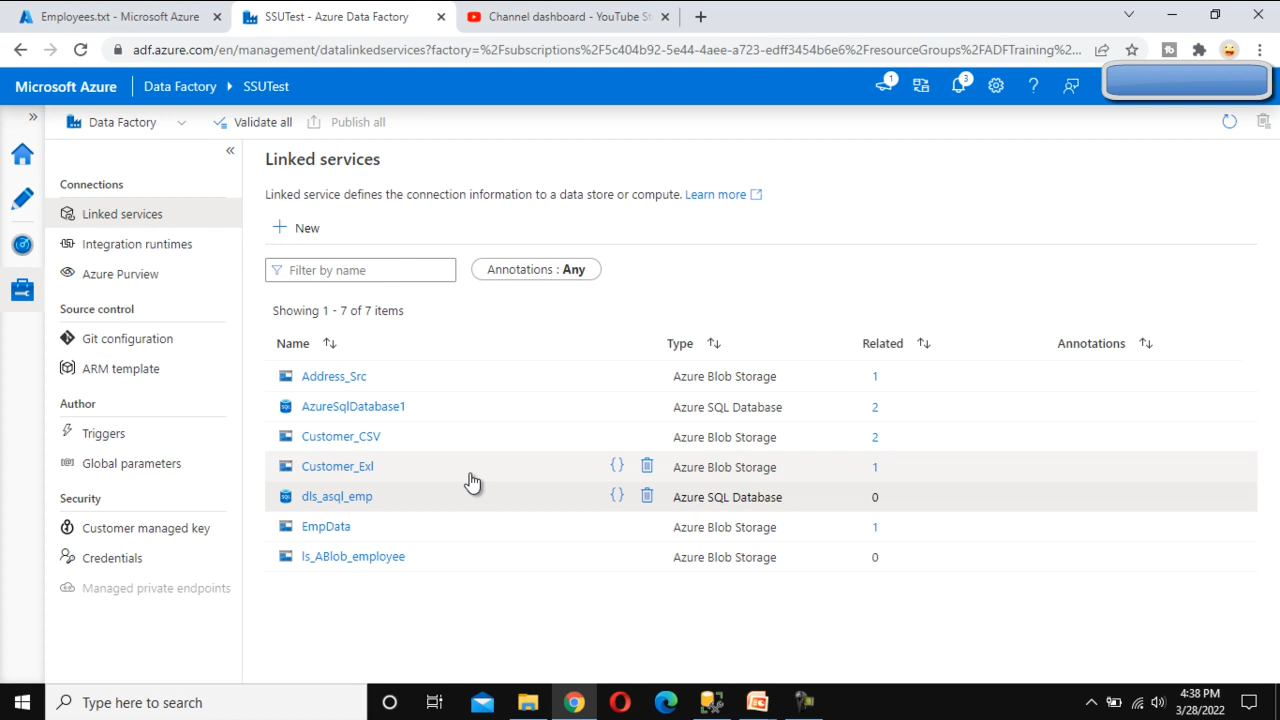 Employees.txt - Microsoft Azure
SSUTest - Azure Data Factory
Channel dashboard - YouTube St
adf.azure.com/en/management/datalinkedservices?factory=%2Fsubscriptions%2F5c404b92-5e44-4aee-a723-edff3454b6e6%2FresourceGroups%2FADFTraining%2...
Microsoft Azure
Data Factory
SSUTest
1
3
Data Factory
Validate all
Publish all
Connections
Linked services
Integration runtimes
Azure Purview
Source control
Git configuration
ARM template
Author
Triggers
Global parameters
Security
Customer managed key
Credentials
Managed private endpoints
Linked services
Linked service defines the connection information to a data store or compute. Learn more
New
Filter by name
Annotations : Any
Showing 1 - 7 of 7 items
Name Type Related Annotations
Address_Src Azure Blob Storage 1
AzureSqlDatabase1 Azure SQL Database 2
Customer_CSV Azure Blob Storage 2
Customer_Exl {} Azure Blob Storage 1
dls_asql_emp {} Azure SQL Database 0
EmpData Azure Blob Storage 1
ls_ABlob_employee Azure Blob Storage 0
Type here to search
4:38 PM
3/28/2022